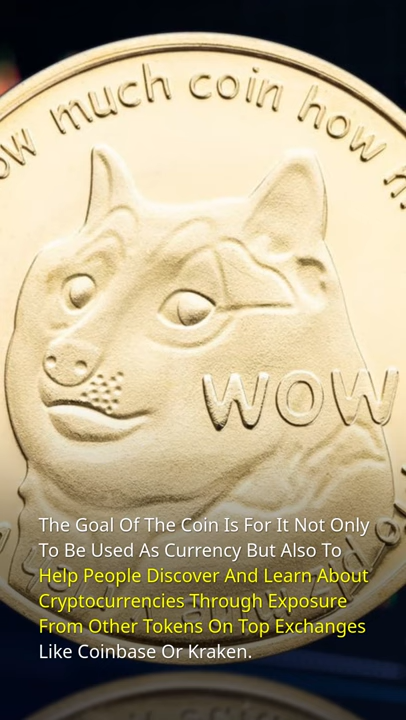 much coin how
WOW
The Goal Of The Coin Is For It Not Only
To Be Used As Currency But Also To
Help People Discover And Learn About
Cryptocurrencies Through Exposure
From Other Tokens On Top Exchanges
Like Coinbase Or Kraken.